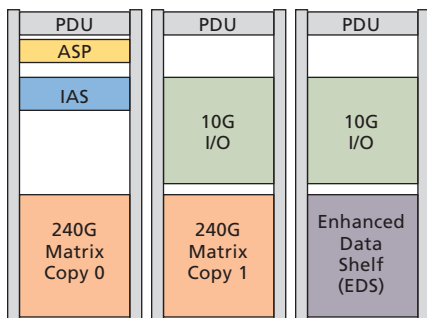 PDU
ASP
IAS
240G
Matrix
Copy 0
PDU
10G
I/O
240G
Matrix
Copy 1
PDU
10G
I/O
Enhanced
Data
Shelf
(EDS)